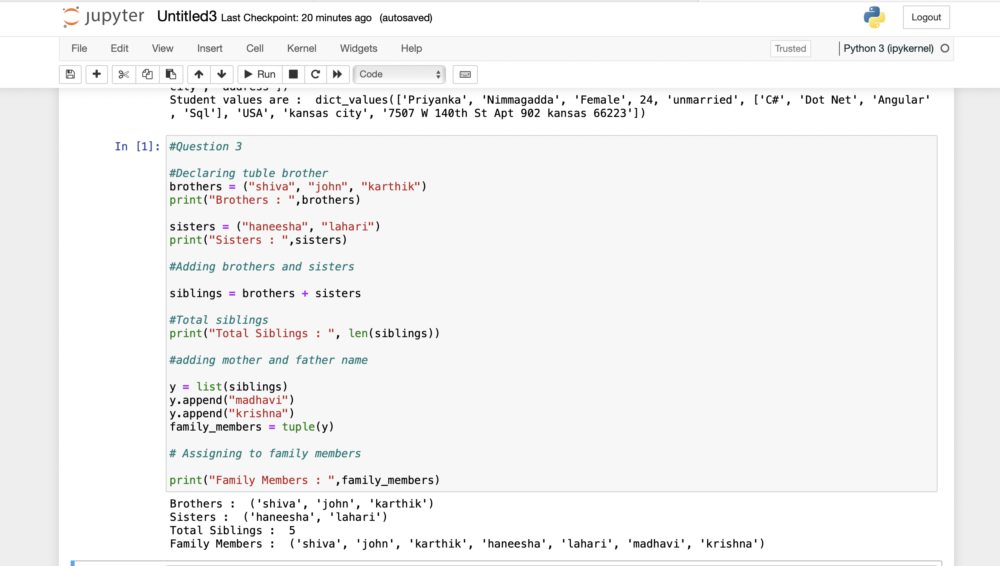 jupyter Untitled3 Last Checkpoint: 20 minutes ago (autosaved)
Logout
File Edit View Insert Cell Kernel Widgets Help
Trusted
Python 3 (ipykernel)
Run
Code
city', 'address'])
Student values are :  dict_values(['Priyanka', 'Nimmagadda', 'Female', 24, 'unmarried', ['C#', 'Dot Net', 'Angular'
, 'Sql'], 'USA', 'kansas city', '7507 W 140th St Apt 902 kansas 66223'])
In [1]:
#Question 3
#Declaring tuble brother
brothers = ("shiva", "john", "karthik")
print("Brothers : ",brothers)
sisters = ("haneesha", "lahari")
print("Sisters : ",sisters)
#Adding brothers and sisters
siblings = brothers + sisters
#Total siblings
print("Total Siblings : ", len(siblings))
#adding mother and father name
y = list(siblings)
y.append("madhavi")
y.append("krishna")
family_members = tuple(y)
# Assigning to family members
print("Family Members : ",family_members)
Brothers :  ('shiva', 'john', 'karthik')
Sisters :  ('haneesha', 'lahari')
Total Siblings :  5
Family Members :  ('shiva', 'john', 'karthik', 'haneesha', 'lahari', 'madhavi', 'krishna')